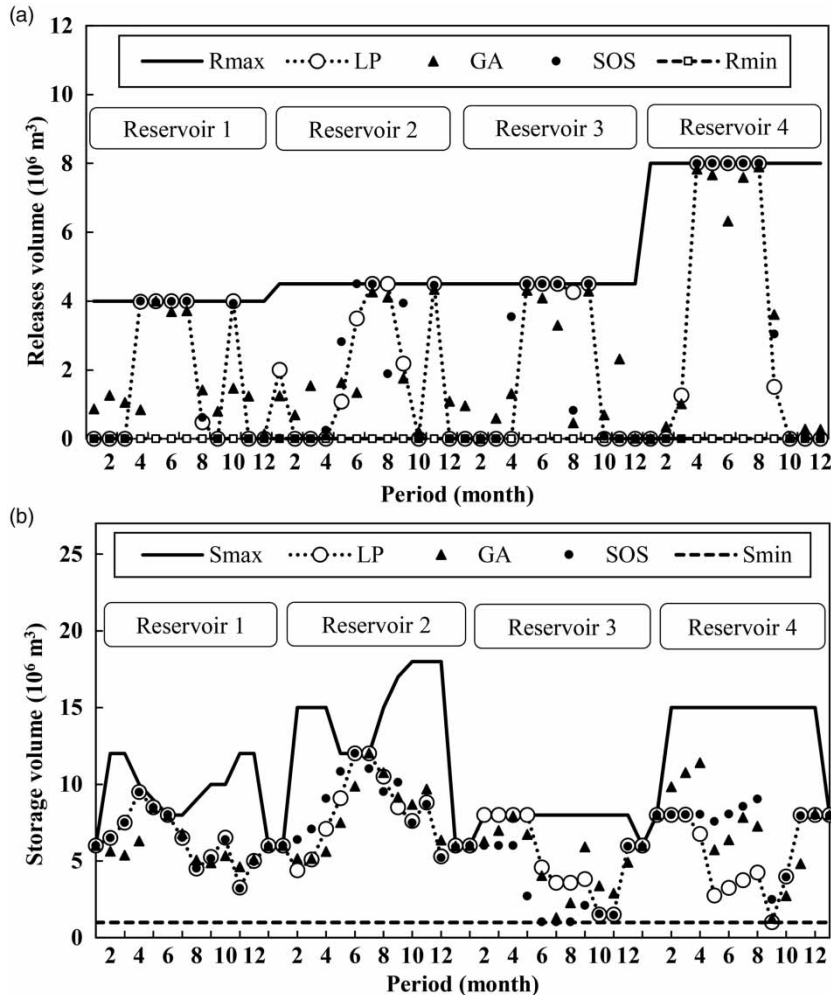 (a)
12
Rmax LP GA SOS Rmin
10
Reservoir 1 Reservoir 2 Reservoir 3 Reservoir 4
8
6
4
2
0
Releases volume (10⁶ m³)
2 4 6 8 10 12 2 4 6 8 10 12 2 4 6 8 10 12 2 4 6 8 10 12
Period (month)
(b)
25
Smax LP GA SOS Smin
20
Reservoir 1 Reservoir 2 Reservoir 3 Reservoir 4
15
10
5
0
Storage volume (10⁶ m³)
2 4 6 8 10 12 2 4 6 8 10 12 2 4 6 8 10 12 2 4 6 8 10 12
Period (month)